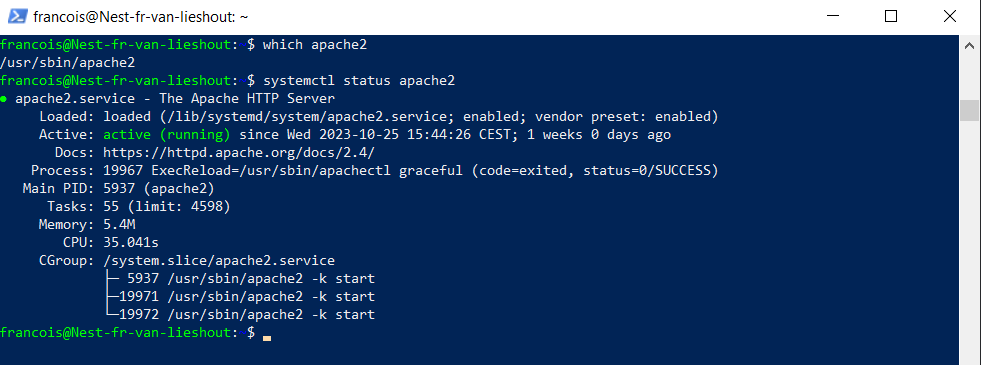 francois@Nest-fr-van-lieshout: ~
francois@Nest-fr-van-lieshout: $ which apache2
/usr/sbin/apache2
francois@Nest-fr-van-lieshout: $ systemctl status apache2
● apache2.service - The Apache HTTP Server
     Loaded: loaded (/lib/systemd/system/apache2.service; enabled; vendor preset: enabled)
     Active: active (running) since Wed 2023-10-25 15:44:26 CEST; 1 weeks 0 days ago
       Docs: https://httpd.apache.org/docs/2.4/
    Process: 19967 ExecReload=/usr/sbin/apachectl graceful (code=exited, status=0/SUCCESS)
   Main PID: 5937 (apache2)
      Tasks: 55 (limit: 4598)
     Memory: 5.4M
        CPU: 35.041s
     CGroup: /system.slice/apache2.service
             ├─ 5937 /usr/sbin/apache2 -k start
             ├─19971 /usr/sbin/apache2 -k start
             └─19972 /usr/sbin/apache2 -k start
francois@Nest-fr-van-lieshout: $